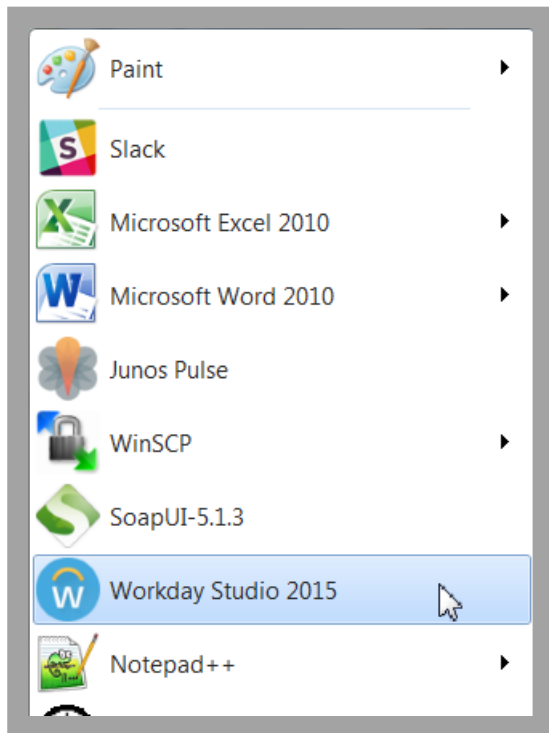 Paint
S
Slack
Microsoft Excel 2010
W
Microsoft Word 2010
Junos Pulse
WinSCP
SoapUI-5.1.3
w
Workday Studio 2015
Notepad++